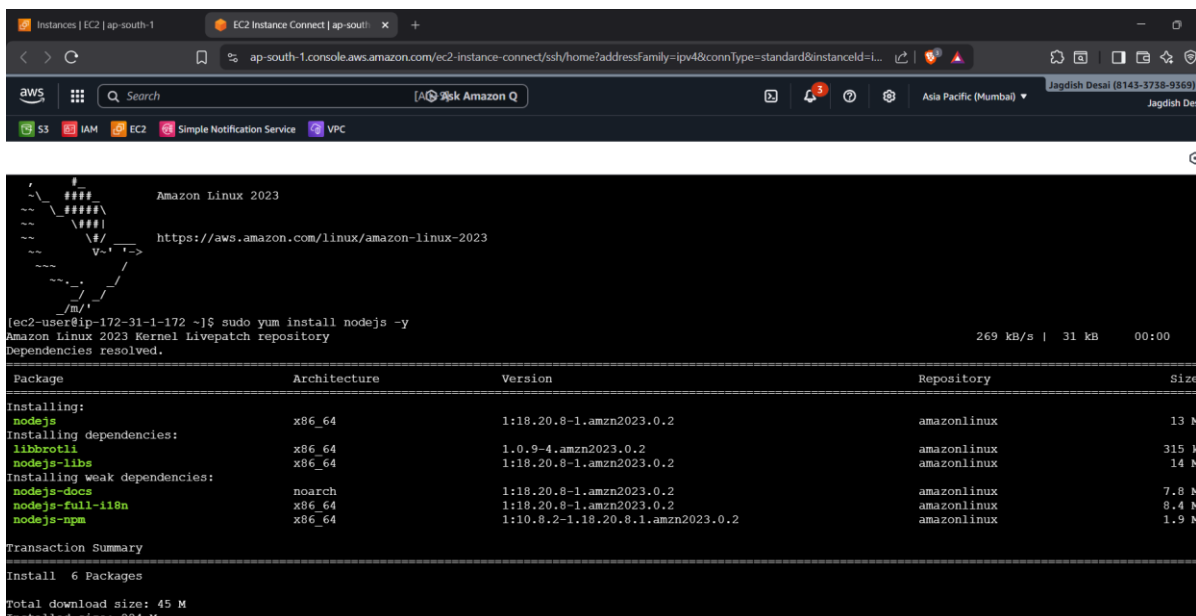 Instances | EC2 | ap-south-1
EC2 Instance Connect | ap-south
ap-south-1.console.aws.amazon.com/ec2-instance-connect/ssh/home?addressFamily=ipv4&connType=standard&instanceId=i...
aws
Search
Ask Amazon Q
3
Asia Pacific (Mumbai)
Jagdish Desai (8143-3738-9369)
Jagdish De
S3 IAM EC2 Simple Notification Service VPC
Amazon Linux 2023
https://aws.amazon.com/linux/amazon-linux-2023
[ec2-user@ip-172-31-1-172 ~]$ sudo yum install nodejs -y
Amazon Linux 2023 Kernel Livepatch repository 269 kB/s | 31 kB 00:00
Dependencies resolved.
Package Architecture Version Repository Size
Installing:
nodejs x86_64 1:18.20.8-1.amzn2023.0.2 amazonlinux 13 M
Installing dependencies:
libbrotli x86_64 1.0.9-4.amzn2023.0.2 amazonlinux 315 k
nodejs-libs x86_64 1:18.20.8-1.amzn2023.0.2 amazonlinux 14 M
Installing weak dependencies:
nodejs-docs noarch 1:18.20.8-1.amzn2023.0.2 amazonlinux 7.8 M
nodejs-full-i18n x86_64 1:18.20.8-1.amzn2023.0.2 amazonlinux 8.4 M
nodejs-npm x86_64 1:10.8.2-1.18.20.8.1.amzn2023.0.2 amazonlinux 1.9 M
Transaction Summary
Install 6 Packages
Total download size: 45 M